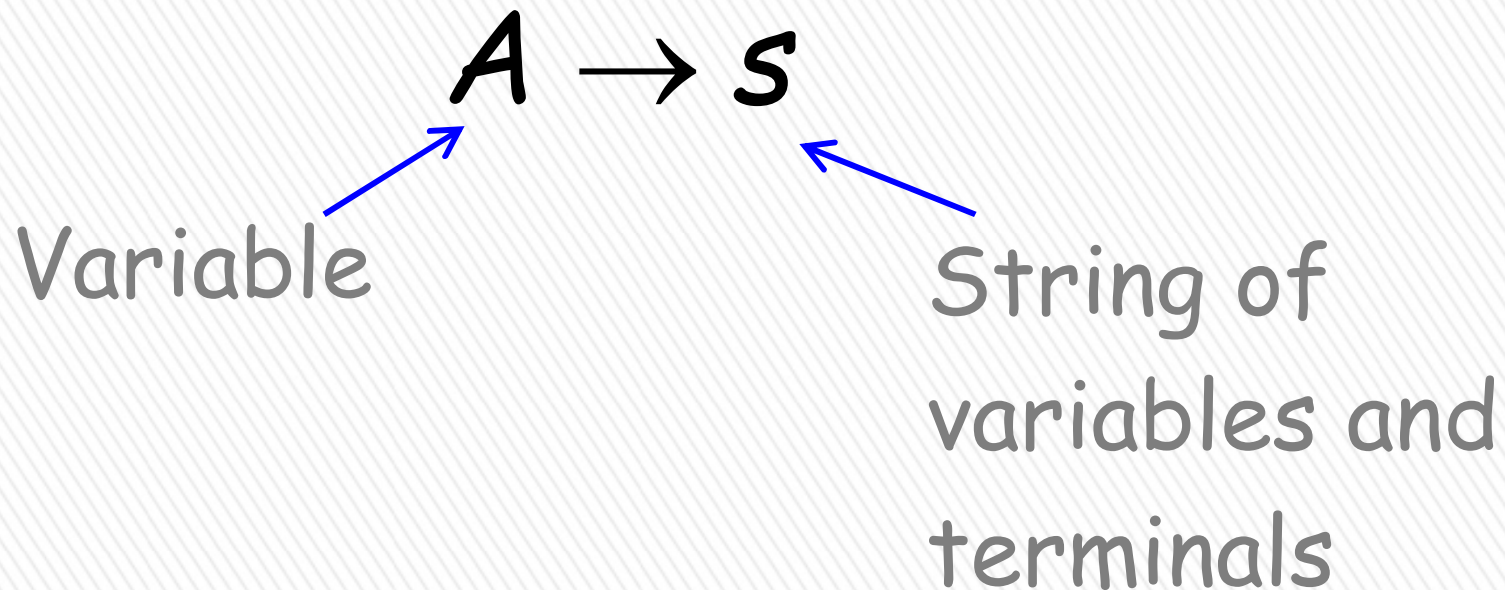 A → s
Variable
String of
variables and
terminals